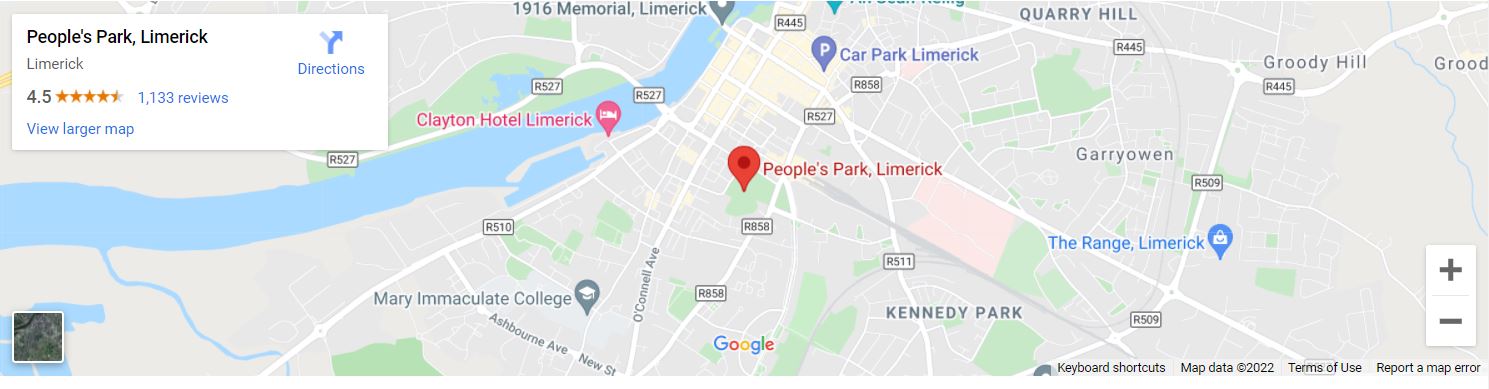 People's Park, Limerick
Limerick
Directions
4.5
1,133 reviews
View larger map
1916 Memorial, Limerick
R445
QUARRY HILL
P
Car Park Limerick
R445
Groody Hill
R445
R527
R527
R858
Clayton Hotel Limerick
R527
R527
Garryowen
People's Park, Limerick
R509
R510
R858
The Range, Limerick
R511
O'Connell Ave
Mary Immaculate College
R858
KENNEDY PARK
R509
Ashbourne Ave
New St
Google
+
−
Keyboard shortcuts
Map data ©2022
Terms of Use
Report a map error